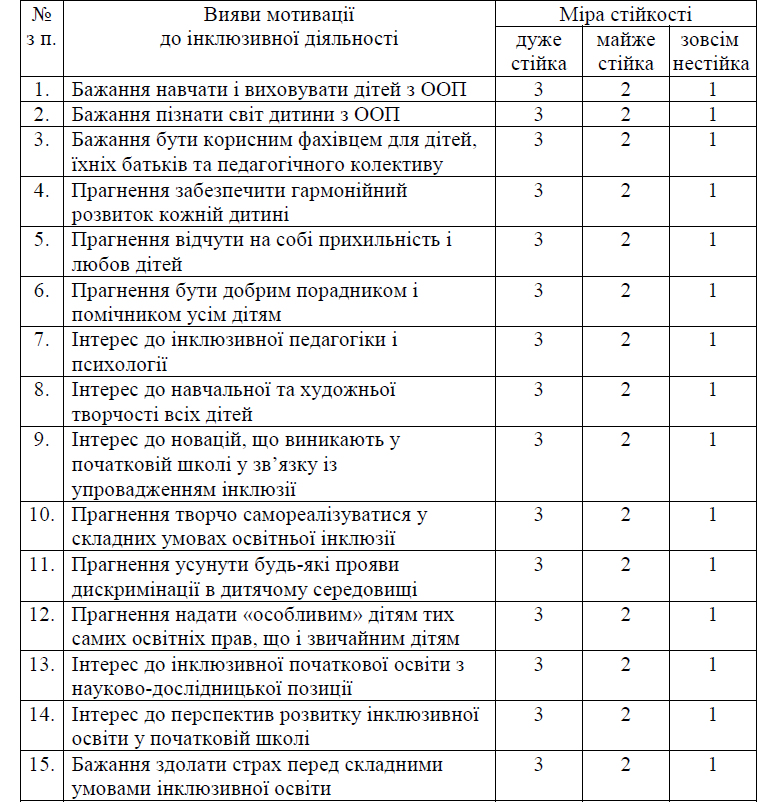 № Вияви мотивації Міра стійкості
з п. до інклюзивної діяльності дуже майже зовсім
стійка стійка нестійка
1. Бажання навчати і виховувати дітей з ООП 3 2 1
2. Бажання пізнати світ дитини з ООП 3 2 1
3. Бажання бути корисним фахівцем для дітей, 3 2 1
їхніх батьків та педагогічного колективу
4. Прагнення забезпечити гармонійний 3 2 1
розвиток кожній дитині
5. Прагнення відчути на собі прихильність і 3 2 1
любов дітей
6. Прагнення бути добрим порадником і 3 2 1
помічником усім дітям
7. Інтерес до інклюзивної педагогіки і 3 2 1
психології
8. Інтерес до навчальної та художньої 3 2 1
творчості всіх дітей
9. Інтерес до новацій, що виникають у 3 2 1
початковій школі у зв’язку із
упровадженням інклюзії
10. Прагнення творчо самореалізуватися у 3 2 1
складних умовах освітньої інклюзії
11. Прагнення усунути будь-які прояви 3 2 1
дискримінації в дитячому середовищі
12. Прагнення надати «особливим» дітям тих 3 2 1
самих освітніх прав, що і звичайним дітям
13. Інтерес до інклюзивної початкової освіти з 3 2 1
науково-дослідницької позиції
14. Інтерес до перспектив розвитку інклюзивної 3 2 1
освіти у початковій школі
15. Бажання здолати страх перед складними 3 2 1
умовами інклюзивної освіти